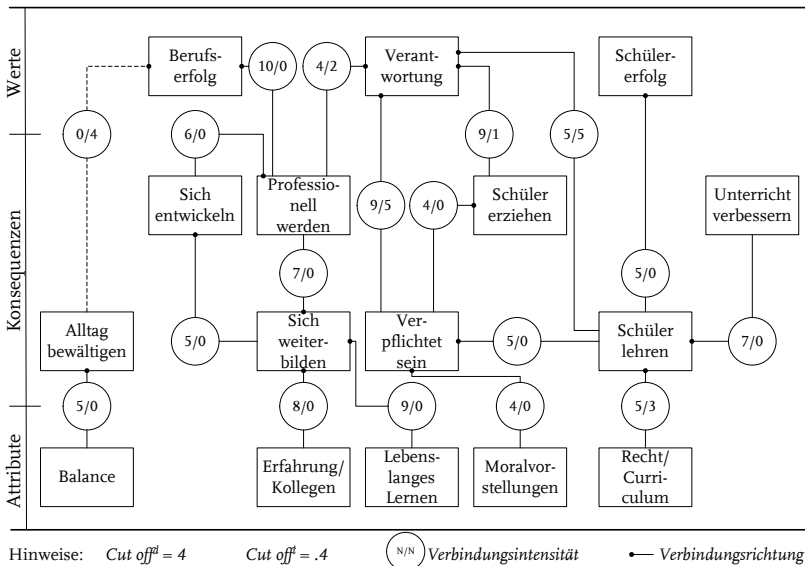 Werte
Berufs-
erfolg
10/0
4/2
Verant-
wortung
Schüler-
erfolg
0/4
6/0
9/1
5/5
Konsequenzen
Sich
entwickeln
Professio-
nell
werden
9/5
4/0
Schüler
erziehen
Unterricht
verbessern
7/0
5/0
Alltag
bewältigen
5/0
Sich
weiter-
bilden
Ver-
pflichtet
sein
5/0
Schüler
lehren
7/0
Attribute
5/0
8/0
9/0
4/0
5/3
Balance
Erfahrung/
Kollegen
Lebens-
langes
Lernen
Moralvor-
stellungen
Recht/
Curri-
culum
Hinweise: Cut off^d = 4 Cut off^t = .4 N/N Verbindungsintensität Verbindungsrichtung